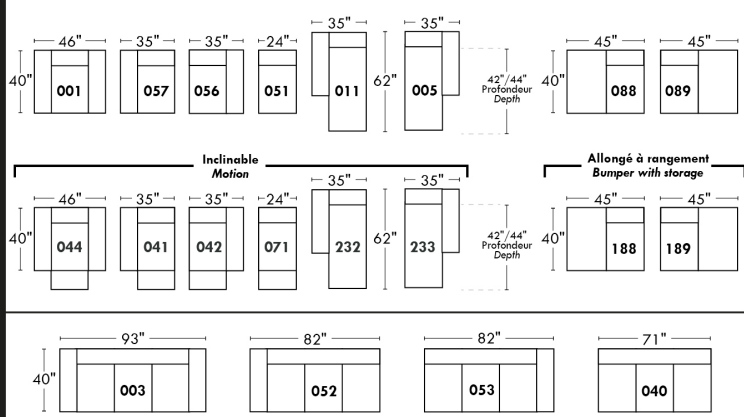 46" 35" 35" 24" 35" 35" 45" 45"
40" 001 057 056 051 011 62" 005 42"/44" 40" 088 089
Profondeur
Depth
Inclinable
Motion
Allongé à rangement
Bumper with storage
46" 35" 35" 24" 35" 35" 45" 45"
40" 044 041 042 071 232 62" 233 42"/44" 40" 188 189
Profondeur
Depth
93" 82" 82" 71"
40" 003 052 053 040